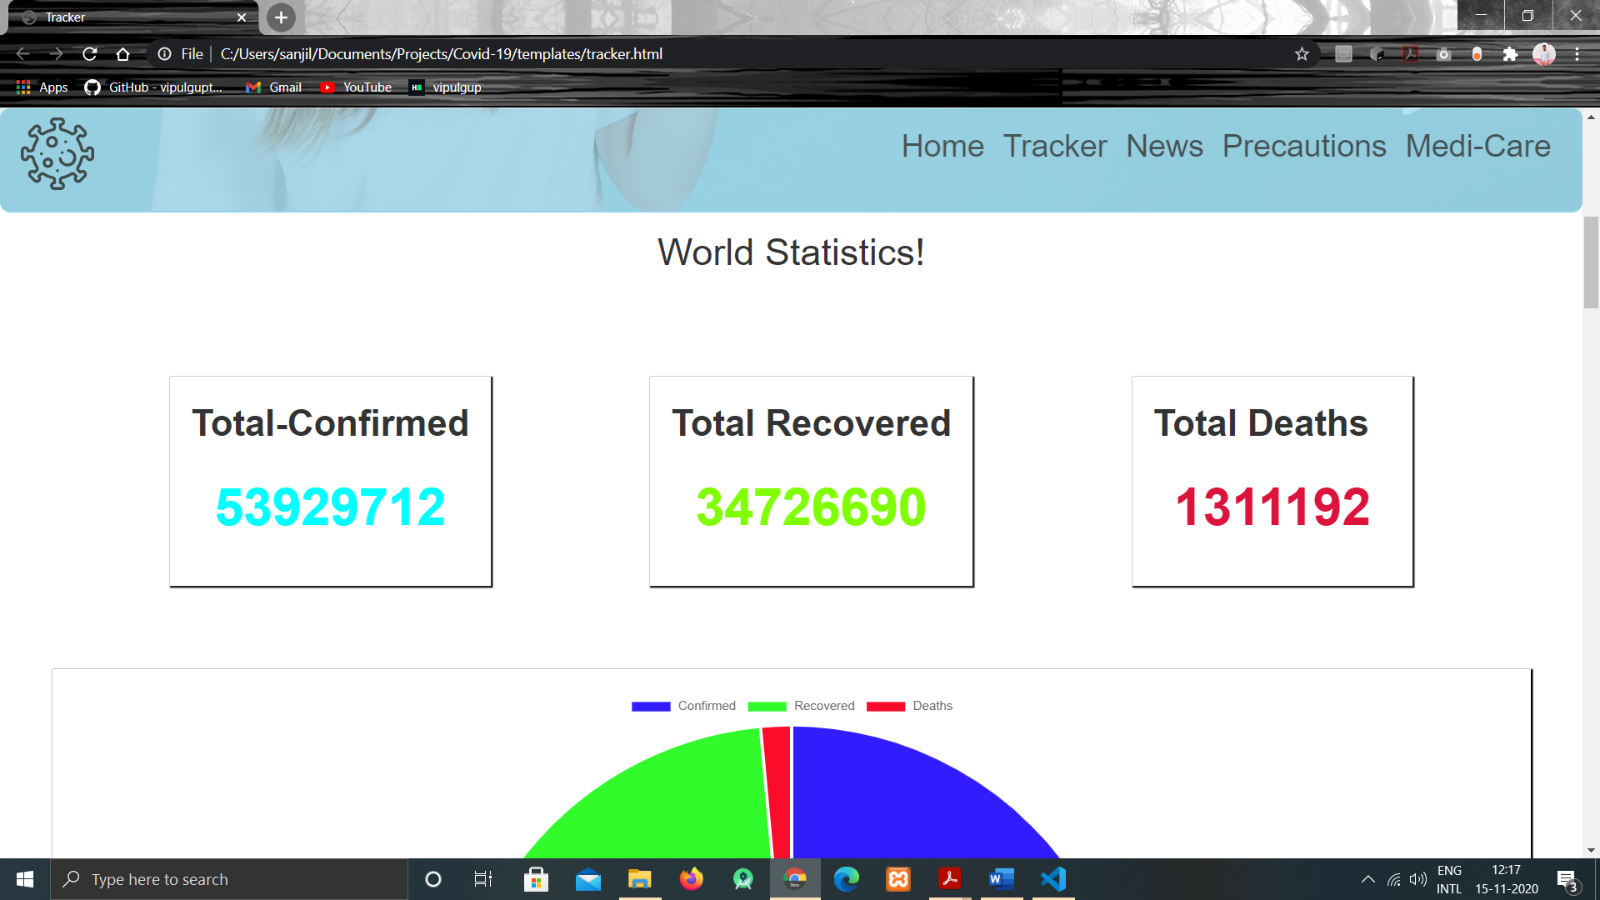 Tracker
File | C:/Users/sanjil/Documents/Projects/Covid-19/templates/tracker.html
Apps GitHub - vipulgupt... Gmail YouTube vipulgup
Home Tracker News Precautions Medi-Care
World Statistics!
Total-Confirmed
53929712
Total Recovered
34726690
Total Deaths
1311192
Confirmed Recovered Deaths
Type here to search
ENG
INTL
12:17
15-11-2020
3